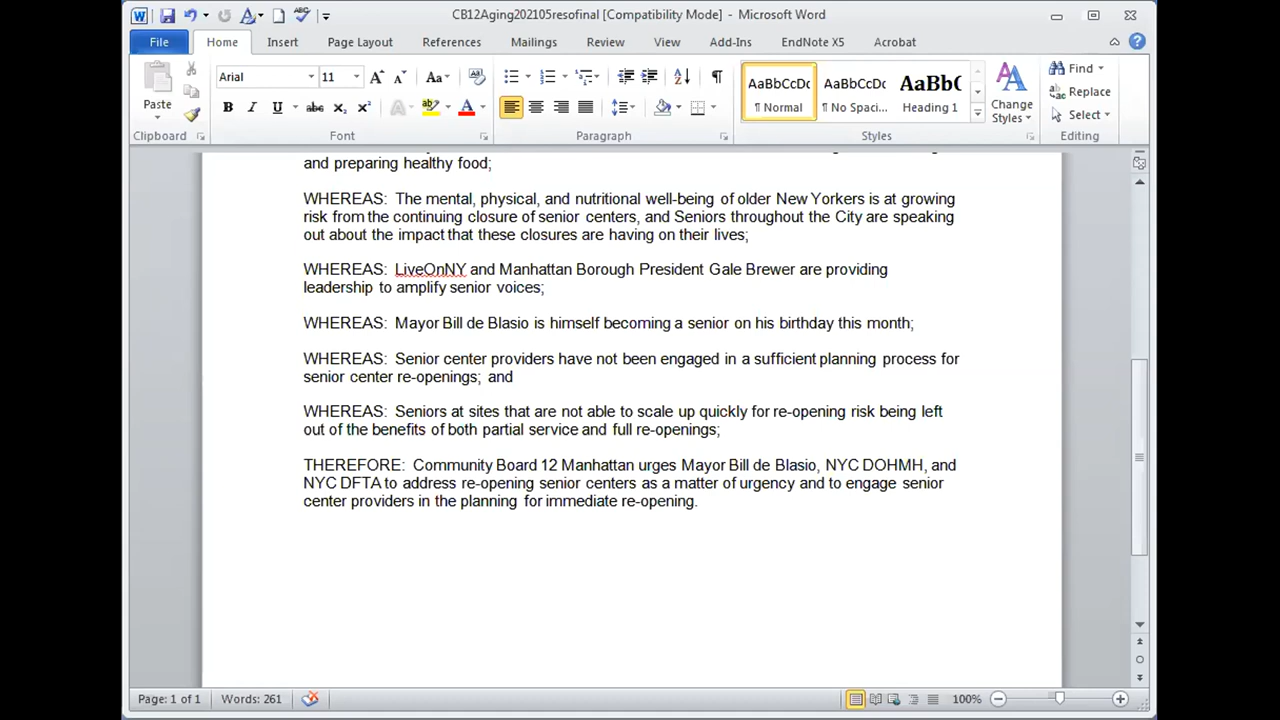 CB12Aging202105resofinal [Compatibility Mode] - Microsoft Word
File Home Insert Page Layout References Mailings Review View Add-Ins EndNote X5 Acrobat
Paste
Arial 11
Aa
B I U abc x₂ x²
AaBbCcDc AaBbCcDc AaBbC
¶ Normal ¶ No Spaci... Heading 1
Change Styles
Find
Replace
Select
Clipboard Font Paragraph Styles Editing
and preparing healthy food;
WHEREAS: The mental, physical, and nutritional well-being of older New Yorkers is at growing
risk from the continuing closure of senior centers, and Seniors throughout the City are speaking
out about the impact that these closures are having on their lives;
WHEREAS: LiveOnNY and Manhattan Borough President Gale Brewer are providing
leadership to amplify senior voices;
WHEREAS: Mayor Bill de Blasio is himself becoming a senior on his birthday this month;
WHEREAS: Senior center providers have not been engaged in a sufficient planning process for
senior center re-openings; and
WHEREAS: Seniors at sites that are not able to scale up quickly for re-opening risk being left
out of the benefits of both partial service and full re-openings;
THEREFORE: Community Board 12 Manhattan urges Mayor Bill de Blasio, NYC DOHMH, and
NYC DFTA to address re-opening senior centers as a matter of urgency and to engage senior
center providers in the planning for immediate re-opening.
Page: 1 of 1 Words: 261 100%